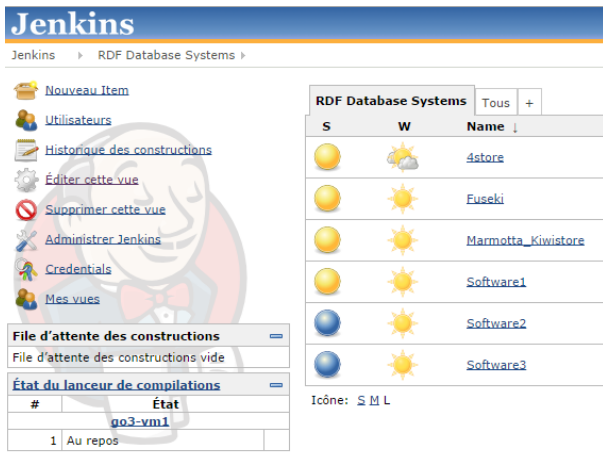 Jenkins
Jenkins RDF Database Systems
Nouveau Item
Utilisateurs
Historique des constructions
Éditer cette vue
Supprimer cette vue
Administrer Jenkins
Credentials
Mes vues
File d'attente des constructions
File d'attente des constructions vide
État du lanceur de compilations
# État
go3-vm1
1 Au repos
RDF Database Systems Tous +
S W Name ↓
4store
Fuseki
Marmotta_Kiwistore
Software1
Software2
Software3
Icône: S M L